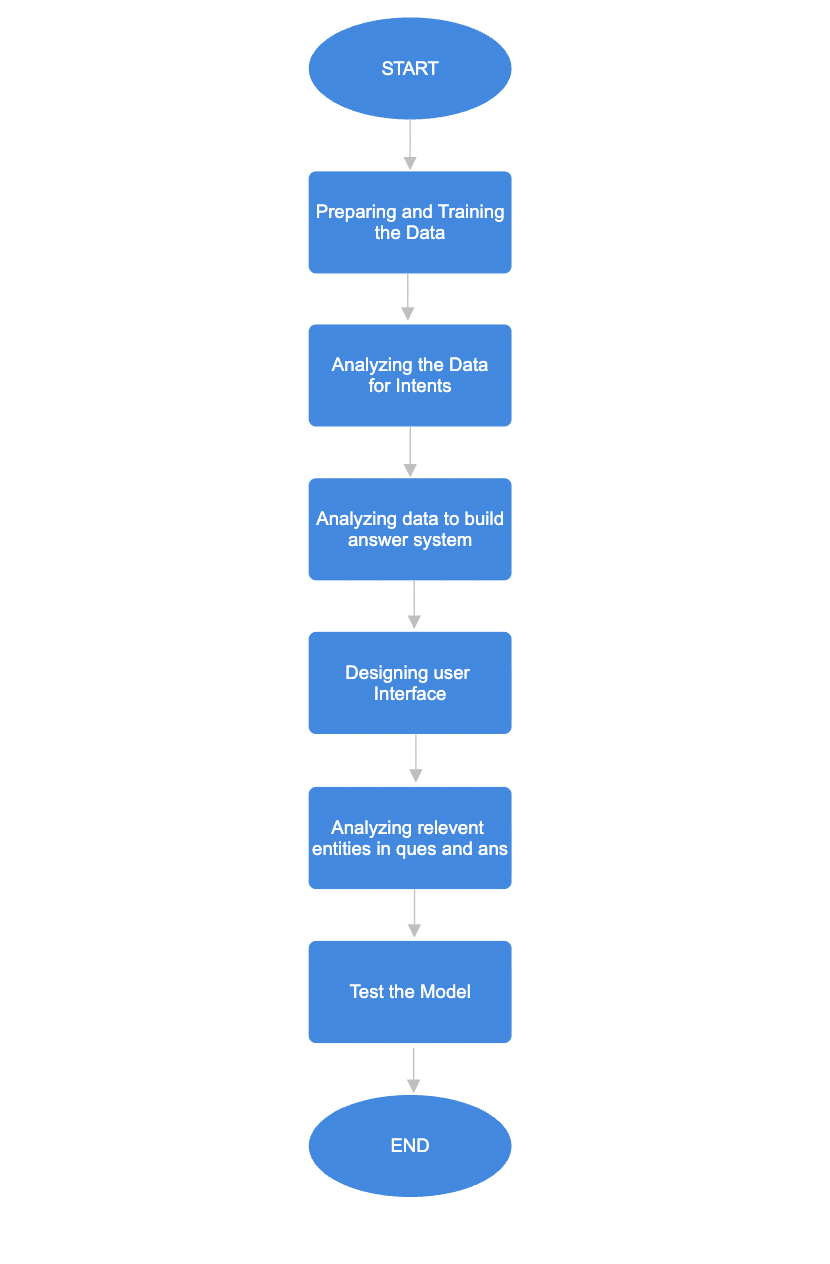 START
Preparing and Training
the Data
Analyzing the Data
for Intents
Analyzing data to build
answer system
Designing user
Interface
Analyzing relevent
entities in ques and ans
Test the Model
END